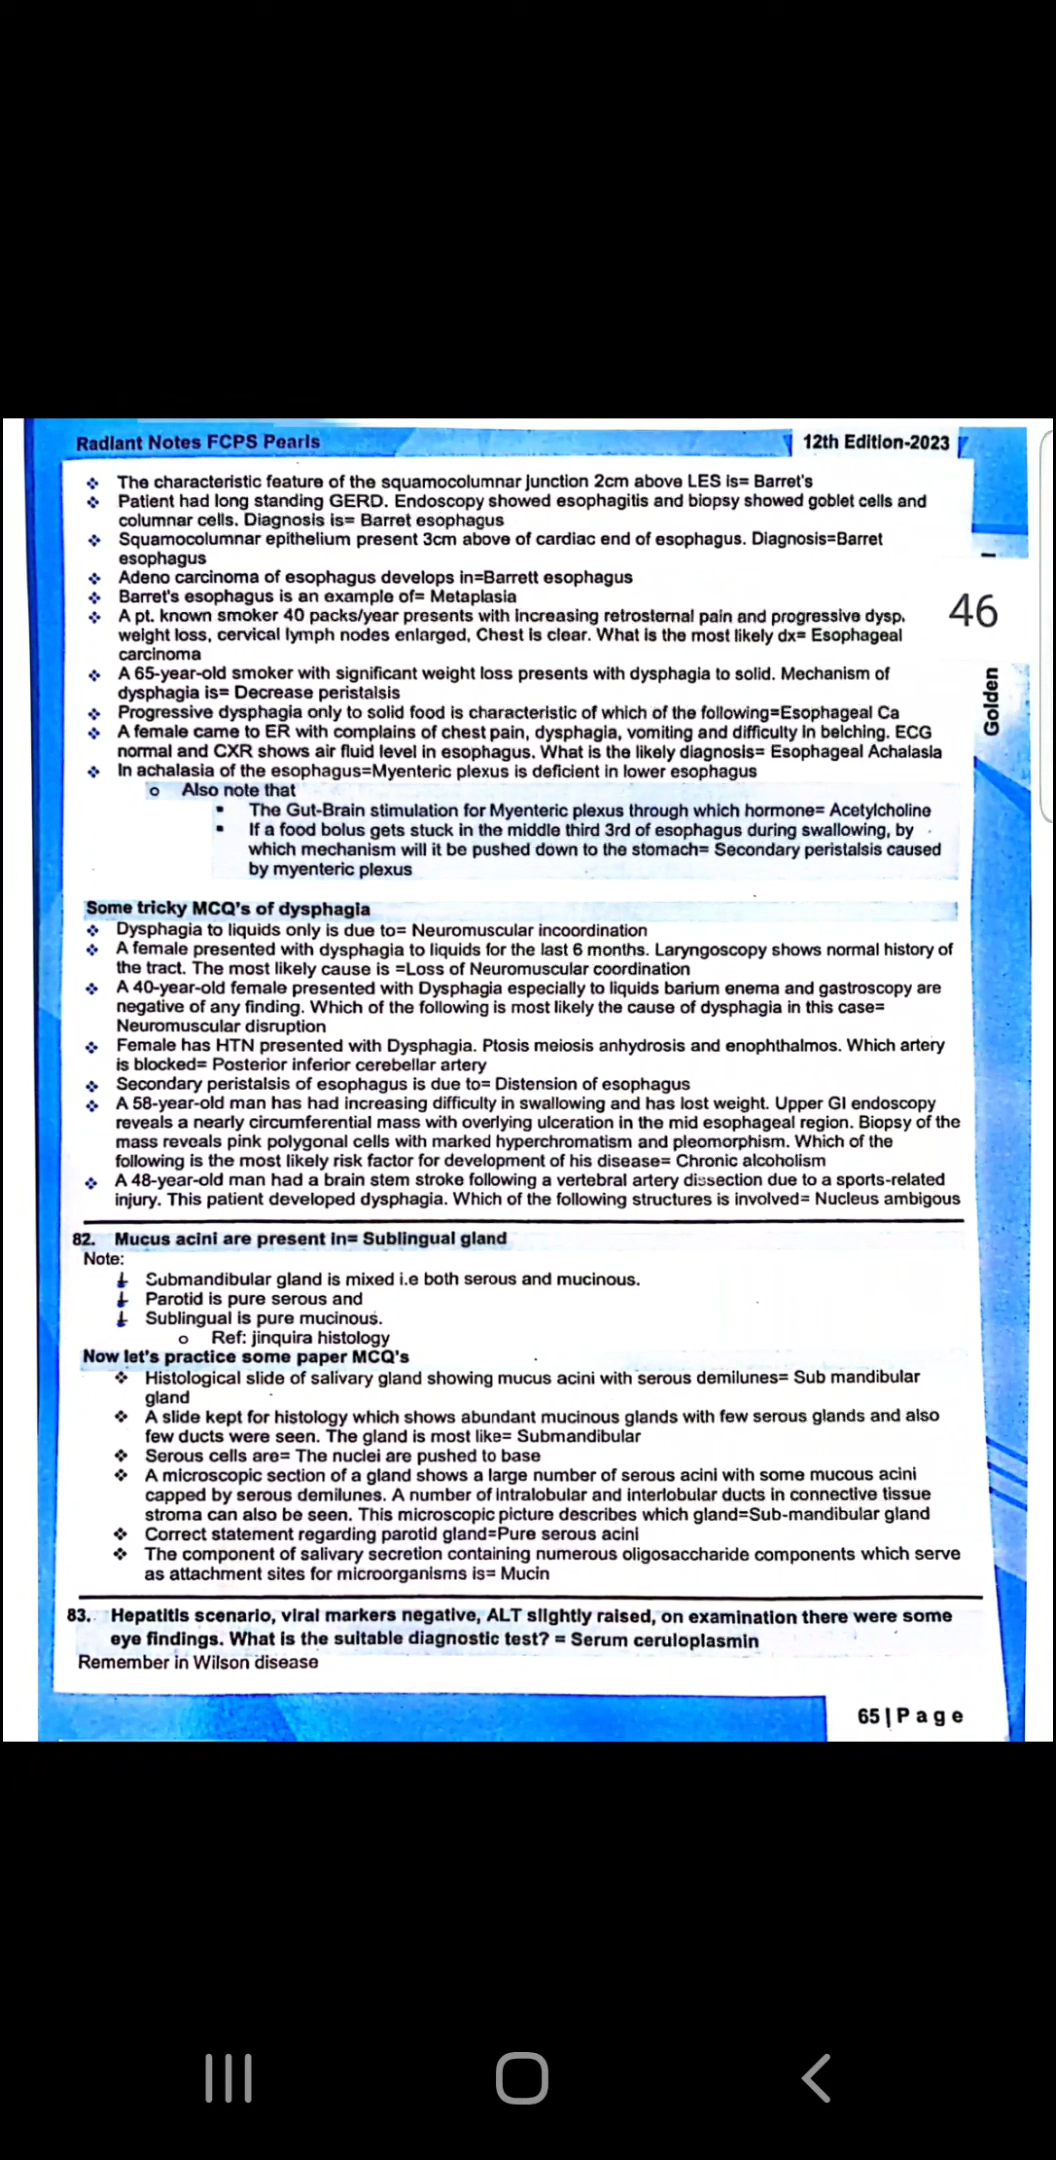 Radiant Notes FCPS Pearls
12th Edition-2023
❖ The characteristic feature of the squamocolumnar junction 2cm above LES is= Barret's
❖ Patient had long standing GERD. Endoscopy showed esophagitis and biopsy showed goblet cells and
columnar cells. Diagnosis is= Barret esophagus
❖ Squamocolumnar epithelium present 3cm above of cardiac end of esophagus. Diagnosis=Barret
esophagus
❖ Adeno carcinoma of esophagus develops in=Barrett esophagus
❖ Barret's esophagus is an example of= Metaplasia
❖ A pt. known smoker 40 packs/year presents with increasing retrosternal pain and progressive dysp.
weight loss, cervical lymph nodes enlarged, Chest is clear. What is the most likely dx= Esophageal
carcinoma
❖ A 65-year-old smoker with significant weight loss presents with dysphagia to solid. Mechanism of
dysphagia is= Decrease peristalsis
❖ Progressive dysphagia only to solid food is characteristic of which of the following=Esophageal Ca
❖ A female came to ER with complains of chest pain, dysphagia, vomiting and difficulty in belching. ECG
normal and CXR shows air fluid level in esophagus. What is the likely diagnosis= Esophageal Achalasia
❖ In achalasia of the esophagus=Myenteric plexus is deficient in lower esophagus
o Also note that
▪ The Gut-Brain stimulation for Myenteric plexus through which hormone= Acetylcholine
▪ If a food bolus gets stuck in the middle third 3rd of esophagus during swallowing, by
which mechanism will it be pushed down to the stomach= Secondary peristalsis caused
by myenteric plexus
46
Golden
Some tricky MCQ's of dysphagia
❖ Dysphagia to liquids only is due to= Neuromuscular incoordination
❖ A female presented with dysphagia to liquids for the last 6 months. Laryngoscopy shows normal history of
the tract. The most likely cause is =Loss of Neuromuscular coordination
❖ A 40-year-old female presented with Dysphagia especially to liquids barium enema and gastroscopy are
negative of any finding. Which of the following is most likely the cause of dysphagia in this case=
Neuromuscular disruption
❖ Female has HTN presented with Dysphagia. Ptosis meiosis anhydrosis and enophthalmos. Which artery
is blocked= Posterior inferior cerebellar artery
❖ Secondary peristalsis of esophagus is due to= Distension of esophagus
❖ A 58-year-old man has had increasing difficulty in swallowing and has lost weight. Upper GI endoscopy
reveals a nearly circumferential mass with overlying ulceration in the mid esophageal region. Biopsy of the
mass reveals pink polygonal cells with marked hyperchromatism and pleomorphism. Which of the
following is the most likely risk factor for development of his disease= Chronic alcoholism
❖ A 48-year-old man had a brain stem stroke following a vertebral artery dissection due to a sports-related
injury. This patient developed dysphagia. Which of the following structures is involved= Nucleus ambigous
82. Mucus acini are present in= Sublingual gland
Note:
Submandibular gland is mixed i.e both serous and mucinous.
Parotid is pure serous and
Sublingual is pure mucinous.
o Ref: jinquira histology
Now let's practice some paper MCQ's
❖ Histological slide of salivary gland showing mucus acini with serous demilunes= Sub mandibular
gland
❖ A slide kept for histology which shows abundant mucinous glands with few serous glands and also
few ducts were seen. The gland is most like= Submandibular
❖ Serous cells are= The nuclei are pushed to base
❖ A microscopic section of a gland shows a large number of serous acini with some mucous acini
capped by serous demilunes. A number of intralobular and interlobular ducts in connective tissue
stroma can also be seen. This microscopic picture describes which gland=Sub-mandibular gland
❖ Correct statement regarding parotid gland=Pure serous acini
❖ The component of salivary secretion containing numerous oligosaccharide components which serve
as attachment sites for microorganisms is= Mucin
83. Hepatitis scenario, viral markers negative, ALT slightly raised, on examination there were some
eye findings. What is the suitable diagnostic test? = Serum ceruloplasmin
Remember in Wilson disease
65 | P a g e